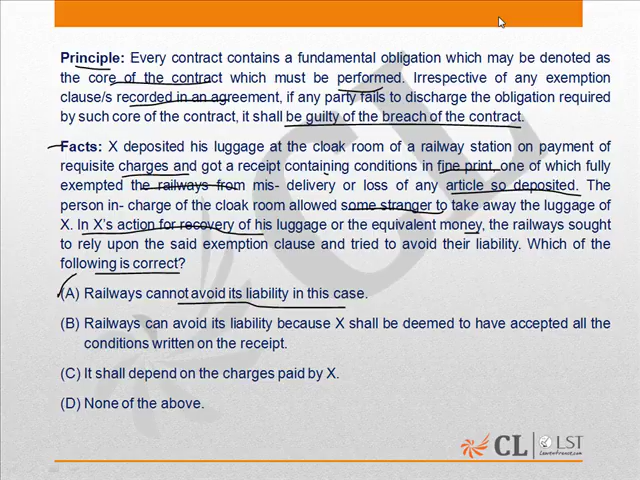 Principle: Every contract contains a fundamental obligation which may be denoted as
the core of the contract which must be performed. Irrespective of any exemption
clause/s recorded in an agreement, if any party fails to discharge the obligation required
by such core of the contract, it shall be guilty of the breach of the contract.
Facts: X deposited his luggage at the cloak room of a railway station on payment of
requisite charges and got a receipt containing conditions in fine print one of which fully
exempted the railways from mis- delivery or loss of any article so deposited. The
person in- charge of the cloak room allowed some stranger to take away the luggage of
X. In X's action for recovery of his luggage or the equivalent money, the railways sought
to rely upon the said exemption clause and tried to avoid their liability. Which of the
following is correct?
(A) Railways cannot avoid its liability in this case.
(B) Railways can avoid its liability because X shall be deemed to have accepted all the
conditions written on the receipt.
(C) It shall depend on the charges paid by X.
(D) None of the above.
CL LST